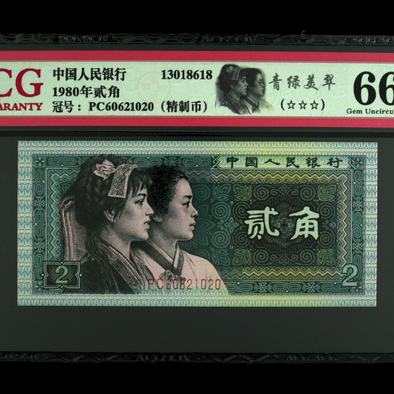 CG
ARANTY
中国人民银行
1980年贰角
冠号: PC60621020 (精制币)
13018618
青绿美翠
(☆☆☆)
66
Gem Uncircul
中国人民银行
贰角
PC60621020
2
2